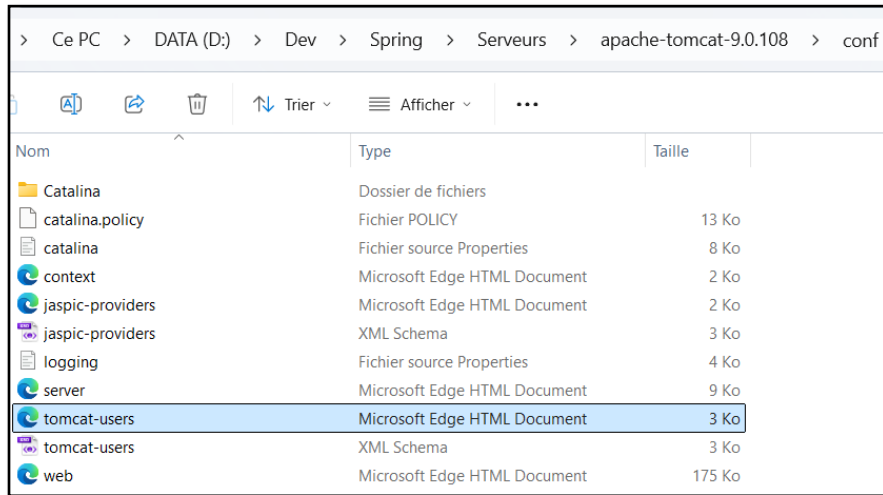 > Ce PC > DATA (D:) > Dev > Spring > Serveurs > apache-tomcat-9.0.108 > conf
Trier Afficher ...
Nom Type Taille
Catalina Dossier de fichiers
catalina.policy Fichier POLICY 13 Ko
catalina Fichier source Properties 8 Ko
context Microsoft Edge HTML Document 2 Ko
jaspic-providers Microsoft Edge HTML Document 2 Ko
jaspic-providers XML Schema 3 Ko
logging Fichier source Properties 4 Ko
server Microsoft Edge HTML Document 9 Ko
tomcat-users Microsoft Edge HTML Document 3 Ko
tomcat-users XML Schema 3 Ko
web Microsoft Edge HTML Document 175 Ko